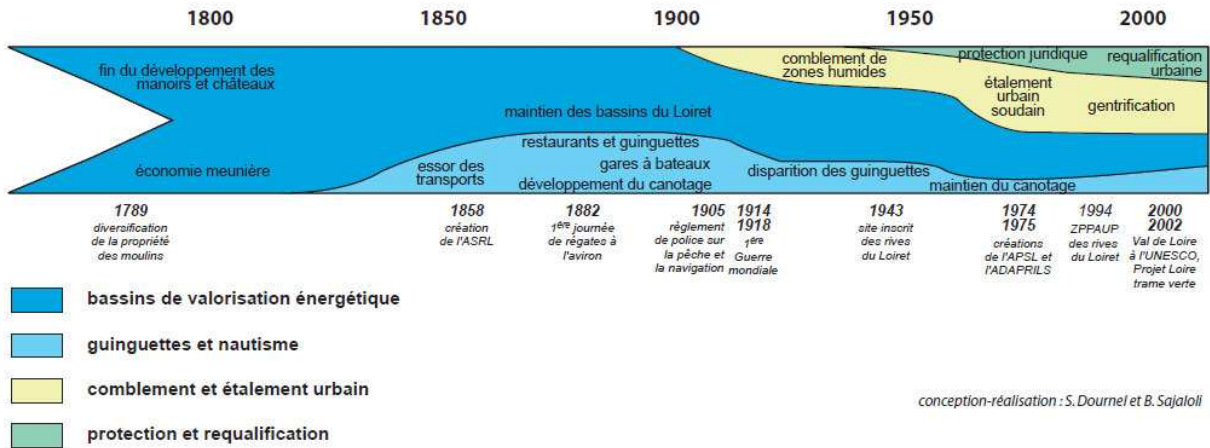 1800 1850 1900 1950 2000
fin du développement des
manoirs et châteaux
économie meunière
maintien des bassins du Loiret
essor des
transports
restaurants et guinguettes
gares à bateaux
développement du canotage
comblement de
zones humides
disparition des guinguettes
protection juridique
étalement
urbain
soudain
maintien du canotage
requalification
urbaine
gentrification
1789
diversification
de la propriété
des moulins
1858
création
de l'ASRL
1882
1ère journée
de régates à
l'aviron
1905
règlement
de police sur
la pêche et
la navigation
1914
1918
1ère
Guerre
mondiale
1943
site inscrit
des rives
du Loiret
1974
1975
créations
de l'APSL et
l'ADAPRILS
1994
ZPPAUP
des rives
du Loiret
2000
2002
Val de Loire
à l'UNESCO,
Projet Loire
trame verte
bassins de valorisation énergétique
guinguettes et nautisme
comblement et étalement urbain
protection et requalification
conception-réalisation : S. Dournel et B. Sajaloli